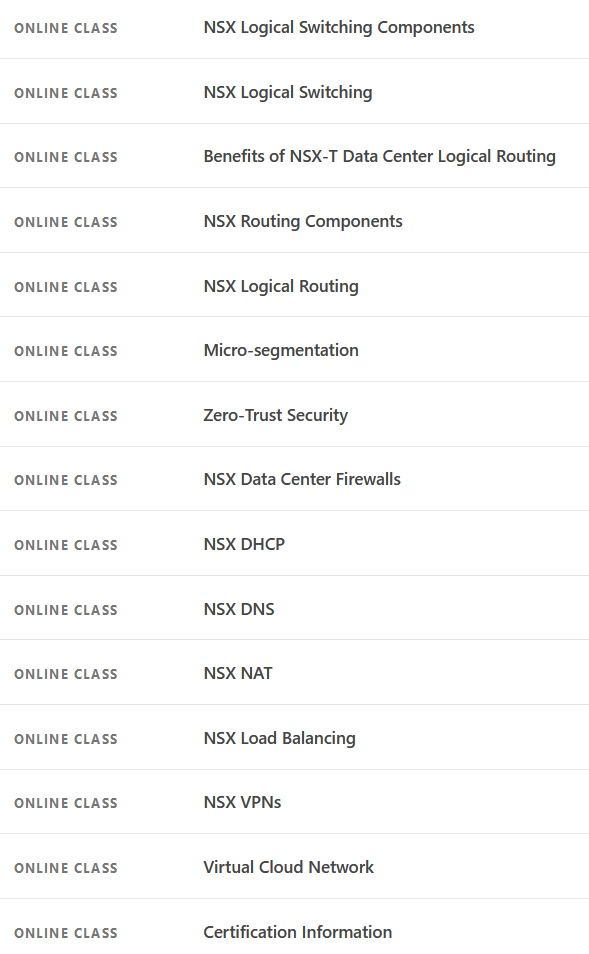 ONLINE CLASS NSX Logical Switching Components
ONLINE CLASS NSX Logical Switching
ONLINE CLASS Benefits of NSX-T Data Center Logical Routing
ONLINE CLASS NSX Routing Components
ONLINE CLASS NSX Logical Routing
ONLINE CLASS Micro-segmentation
ONLINE CLASS Zero-Trust Security
ONLINE CLASS NSX Data Center Firewalls
ONLINE CLASS NSX DHCP
ONLINE CLASS NSX DNS
ONLINE CLASS NSX NAT
ONLINE CLASS NSX Load Balancing
ONLINE CLASS NSX VPNs
ONLINE CLASS Virtual Cloud Network
ONLINE CLASS Certification Information